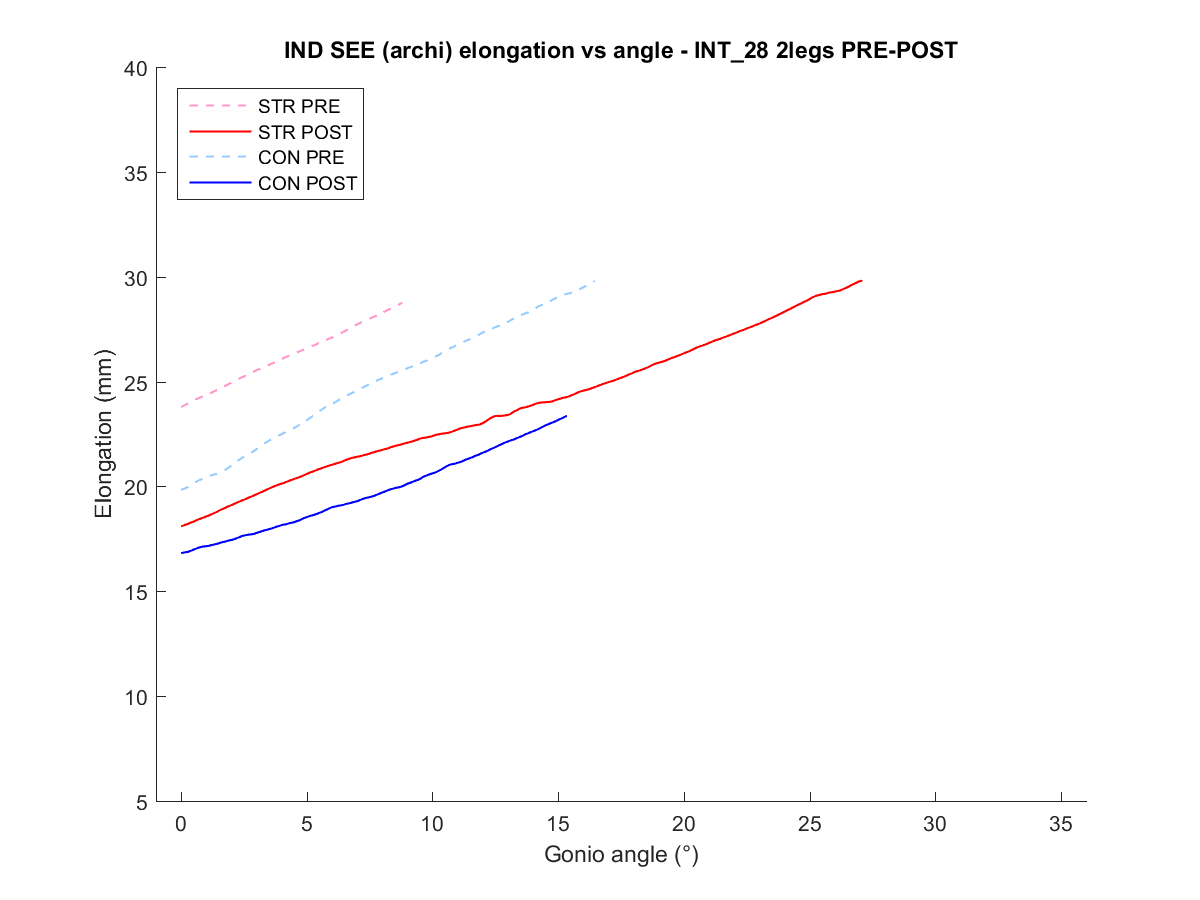 IND SEE (archi) elongation vs angle - INT_28 2legs PRE-POST
40
STR PRE
STR POST
CON PRE
CON POST
35
30
25
20
15
10
5
Elongation (mm)
0 5 10 15 20 25 30 35
Gonio angle (°)